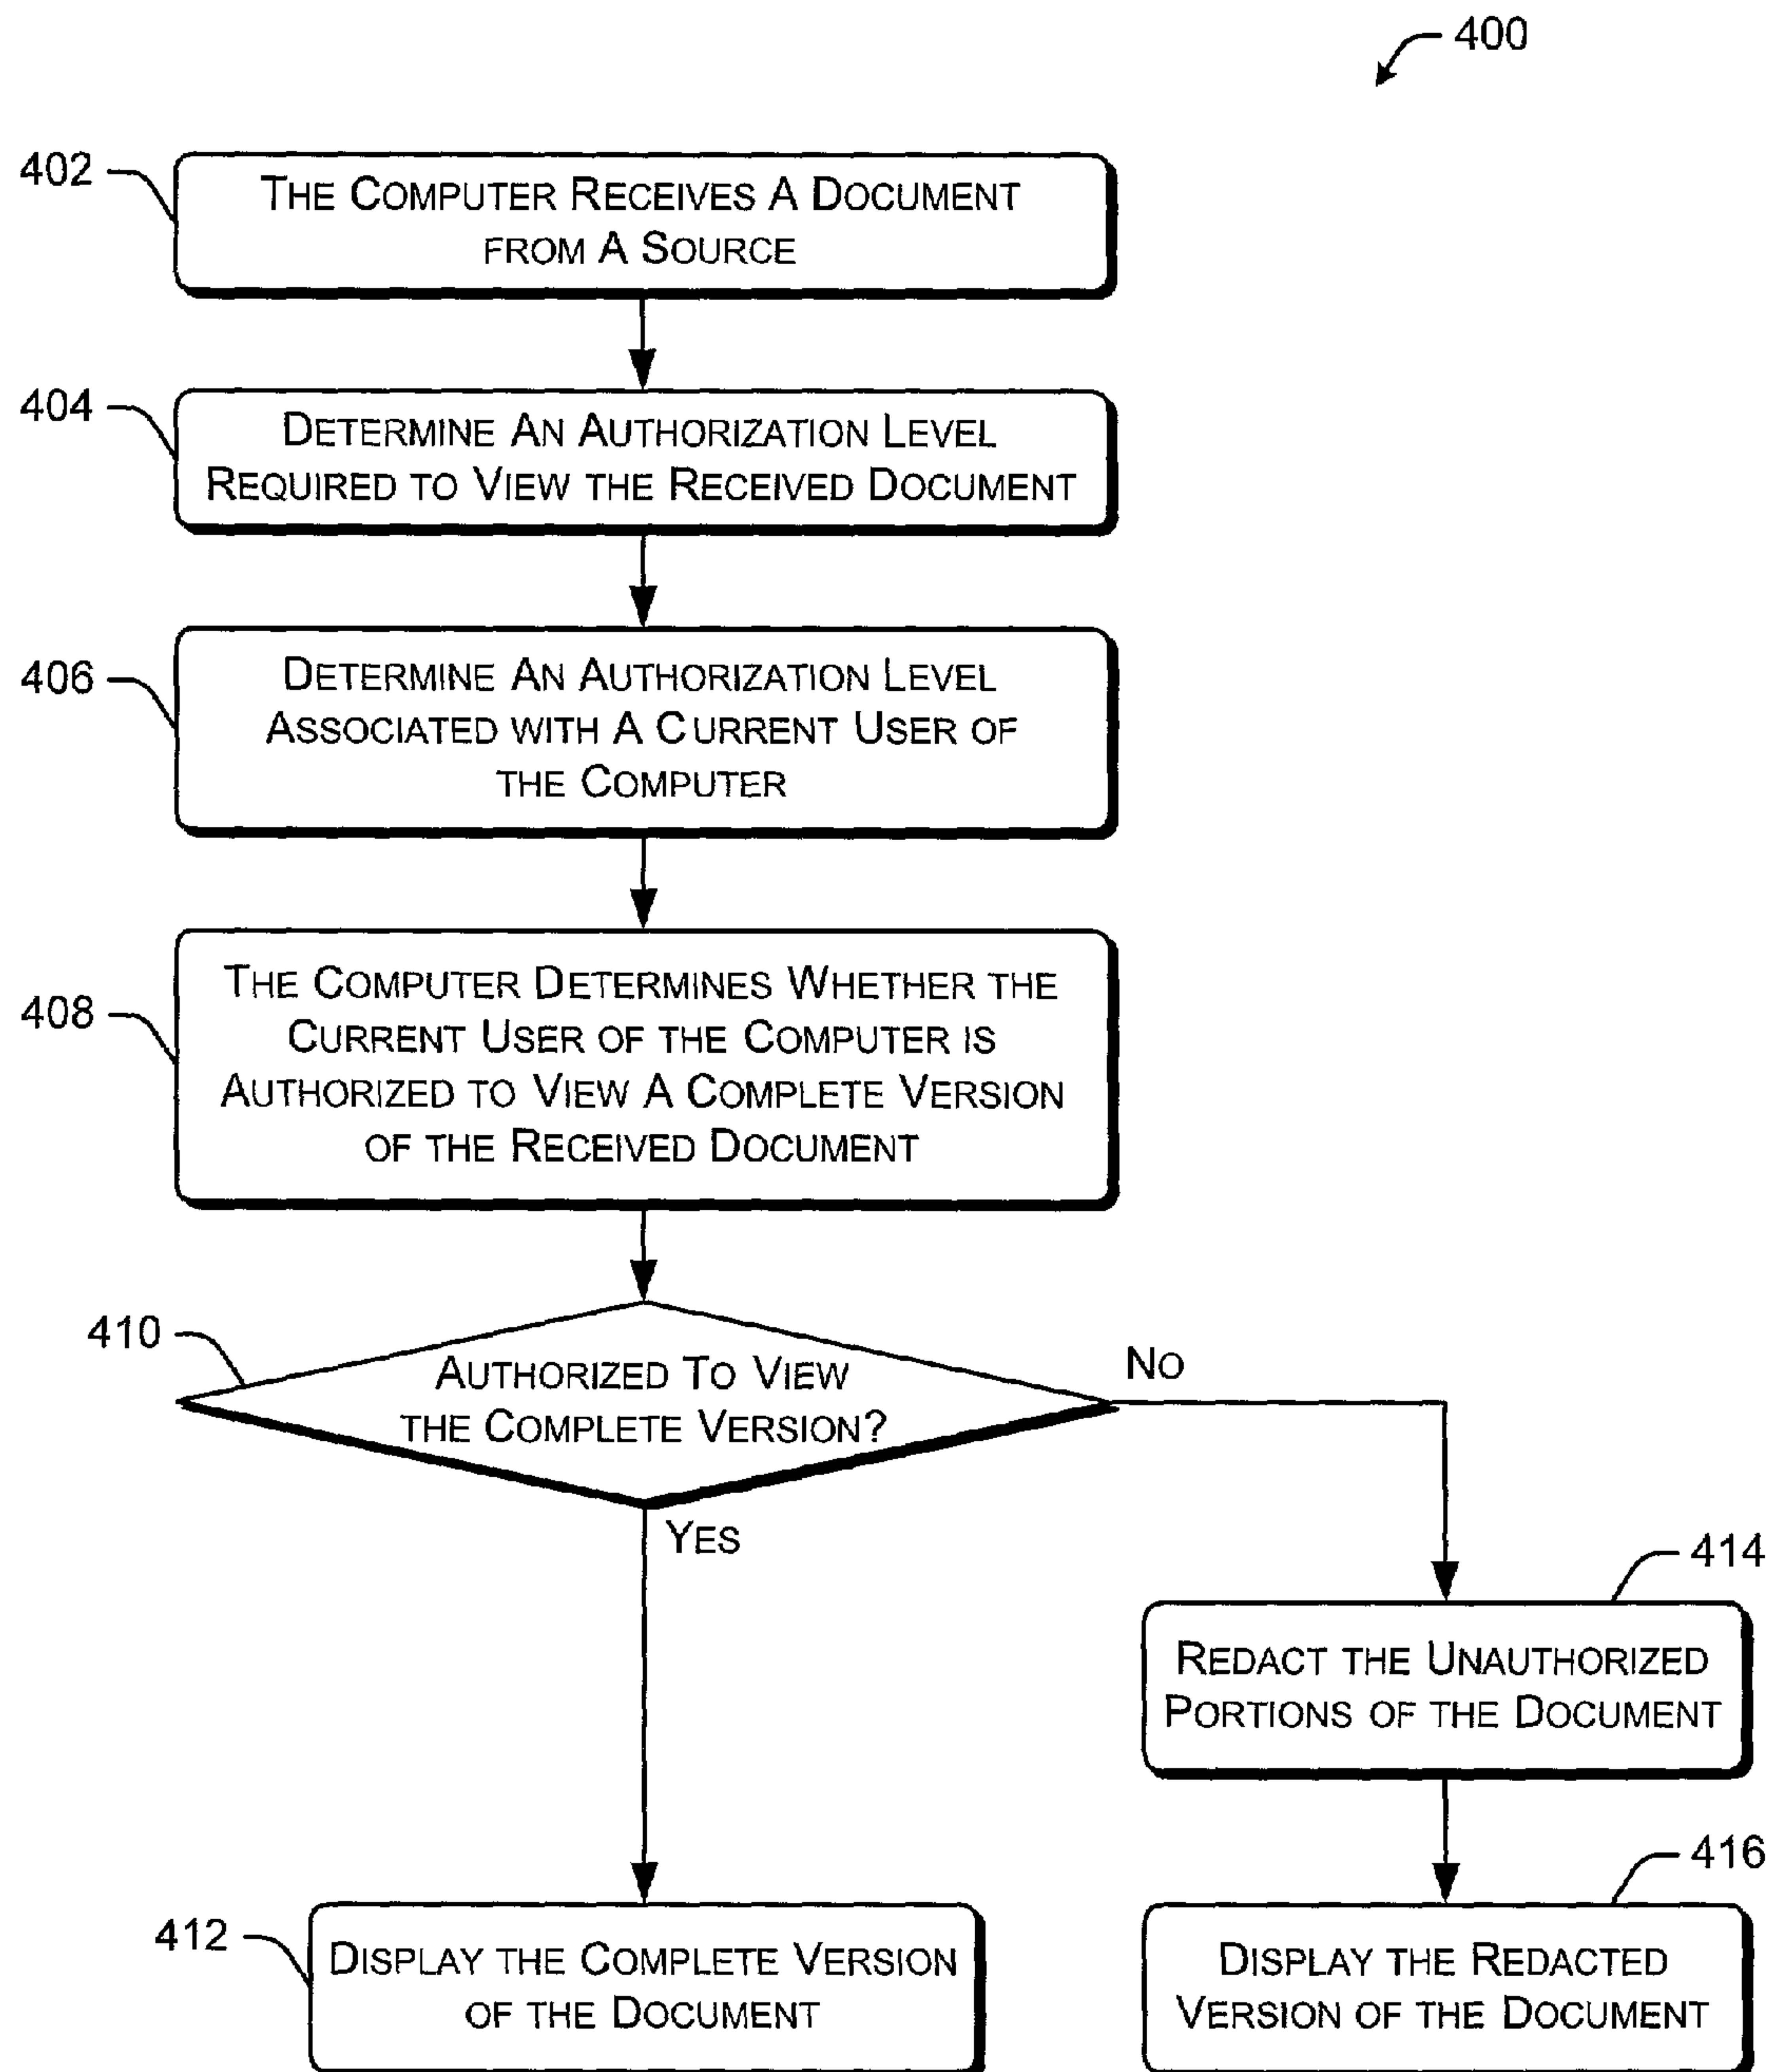 400
402
THE COMPUTER RECEIVES A DOCUMENT
FROM A SOURCE
404
DETERMINE AN AUTHORIZATION LEVEL
REQUIRED TO VIEW THE RECEIVED DOCUMENT
406
DETERMINE AN AUTHORIZATION LEVEL
ASSOCIATED WITH A CURRENT USER OF
THE COMPUTER
408
THE COMPUTER DETERMINES WHETHER THE
CURRENT USER OF THE COMPUTER IS
AUTHORIZED TO VIEW A COMPLETE VERSION
OF THE RECEIVED DOCUMENT
410
AUTHORIZED TO VIEW
THE COMPLETE VERSION?
NO
YES
414
REDACT THE UNAUTHORIZED
PORTIONS OF THE DOCUMENT
412
DISPLAY THE COMPLETE VERSION
OF THE DOCUMENT
416
DISPLAY THE REDACTED
VERSION OF THE DOCUMENT